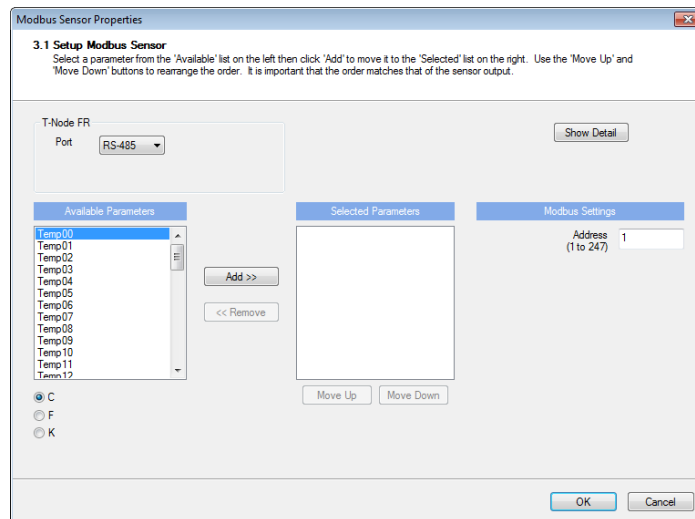 Modbus Sensor Properties
3.1 Setup Modbus Sensor
Select a parameter from the 'Available' list on the left then click 'Add' to move it to the 'Selected' list on the right. Use the 'Move Up' and
'Move Down' buttons to rearrange the order. It is important that the order matches that of the sensor output.
T-Node FR
Port
RS-485
Show Detail
Available Parameters
Selected Parameters
Modbus Settings
Temp00
Temp01
Temp02
Temp03
Temp04
Temp05
Temp06
Temp07
Temp08
Temp09
Temp10
Temp11
Temp12
Add >>
<< Remove
Address
(1 to 247)
1
C
F
K
Move Up
Move Down
OK
Cancel